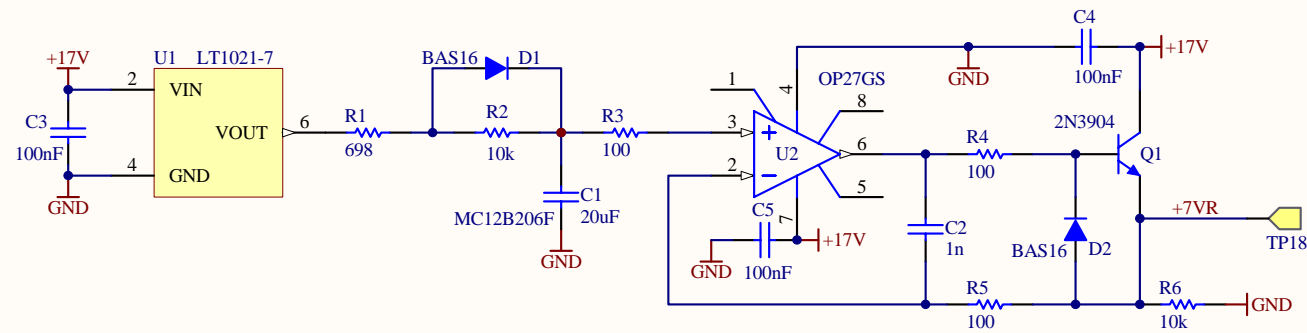 +17V
C3
100nF
GND
U1 LT1021-7
2
VIN
VOUT
6
4
GND
R1
698
BAS16
D1
R2
10k
C1
MC12B206F
20uF
GND
R3
100
1
3
2
4
OP27GS
8
U2
6
5
7
C5
100nF
GND
+17V
GND
C4
100nF
+17V
2N3904
Q1
R4
100
C2
1n
BAS16
D2
R5
100
R6
10k
GND
+7VR
TP18